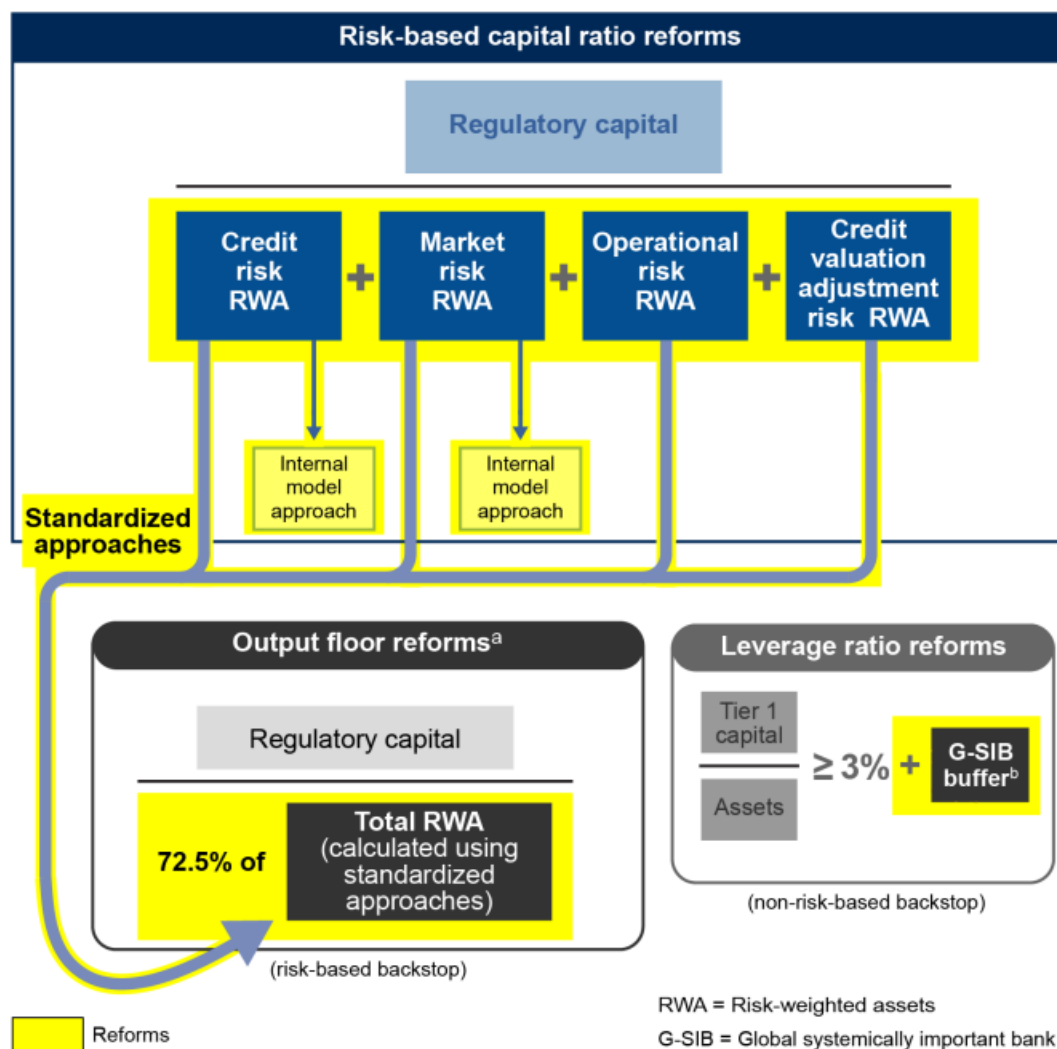 Risk-based capital ratio reforms
Regulatory capital
Credit
risk
RWA
+
Market
risk
RWA
+
Operational
risk
RWA
+
Credit
valuation
adjustment
risk RWA
Internal
model
approach
Internal
model
approach
Standardized
approaches
Output floor reformsᵃ
Regulatory capital
72.5% of
Total RWA
(calculated using
standardized
approaches)
(risk-based backstop)
Leverage ratio reforms
Tier 1
capital
Assets
≥ 3% +
G-SIB
bufferᵇ
(non-risk-based backstop)
Reforms
RWA = Risk-weighted assets
G-SIB = Global systemically important bank